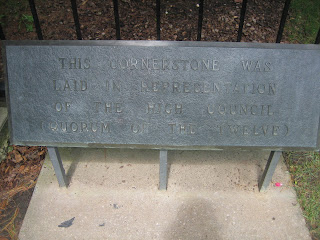 THIS CORNERSTONE WAS
LAID IN REPRESENTATION
OF THE HIGH COUNCIL
(QUORUM OF THE TWELVE)